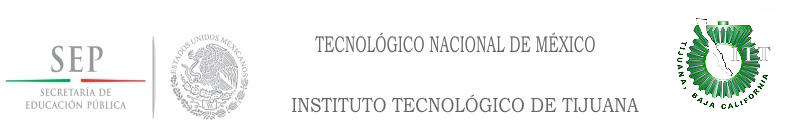 SEP
SECRETARÍA DE
EDUCACIÓN PÚBLICA
ESTADOS UNIDOS MEXICANOS
TECNOLÓGICO NACIONAL DE MÉXICO
INSTITUTO TECNOLÓGICO DE TIJUANA
ITT
TIJUANA, BAJA CALIFORNIA